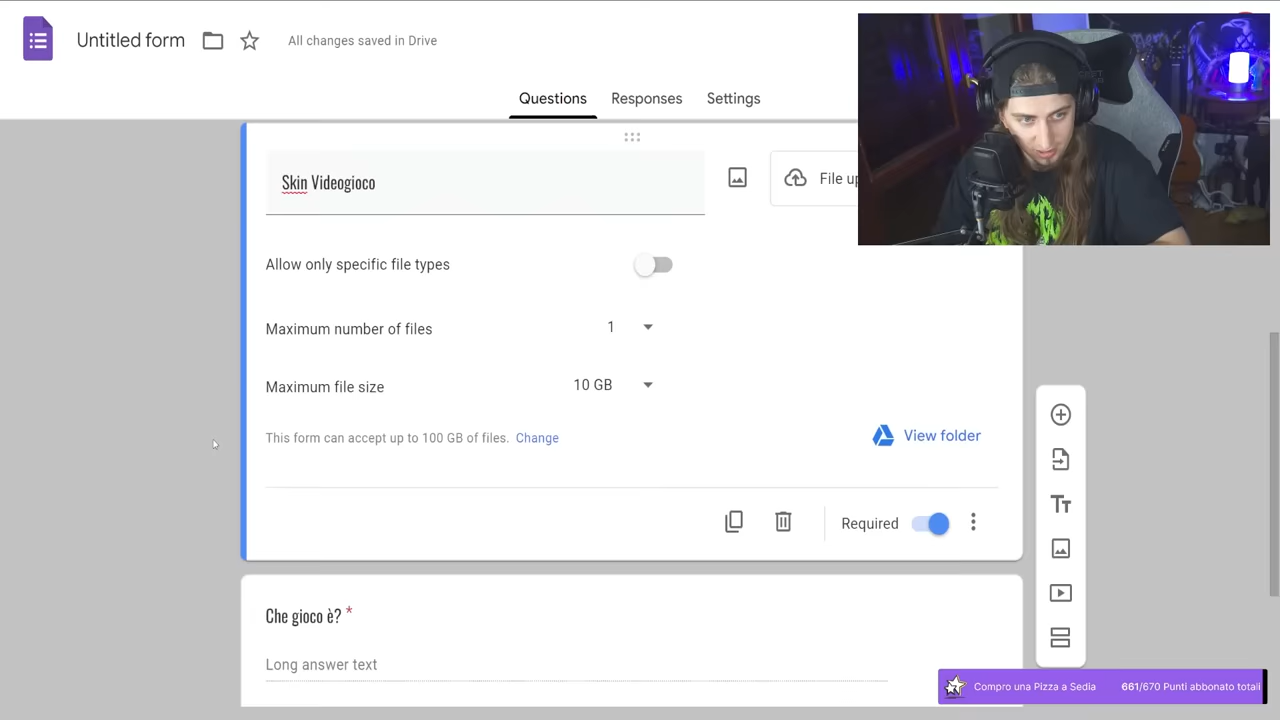 Untitled form
All changes saved in Drive
Questions Responses Settings
Skin Videogioco
File
Allow only specific file types
Maximum number of files 1
Maximum file size 10 GB
This form can accept up to 100 GB of files. Change
View folder
Required
Che gioco è? *
Long answer text
Compro una Pizza a Sedia 661/670 Punti abbonato totali